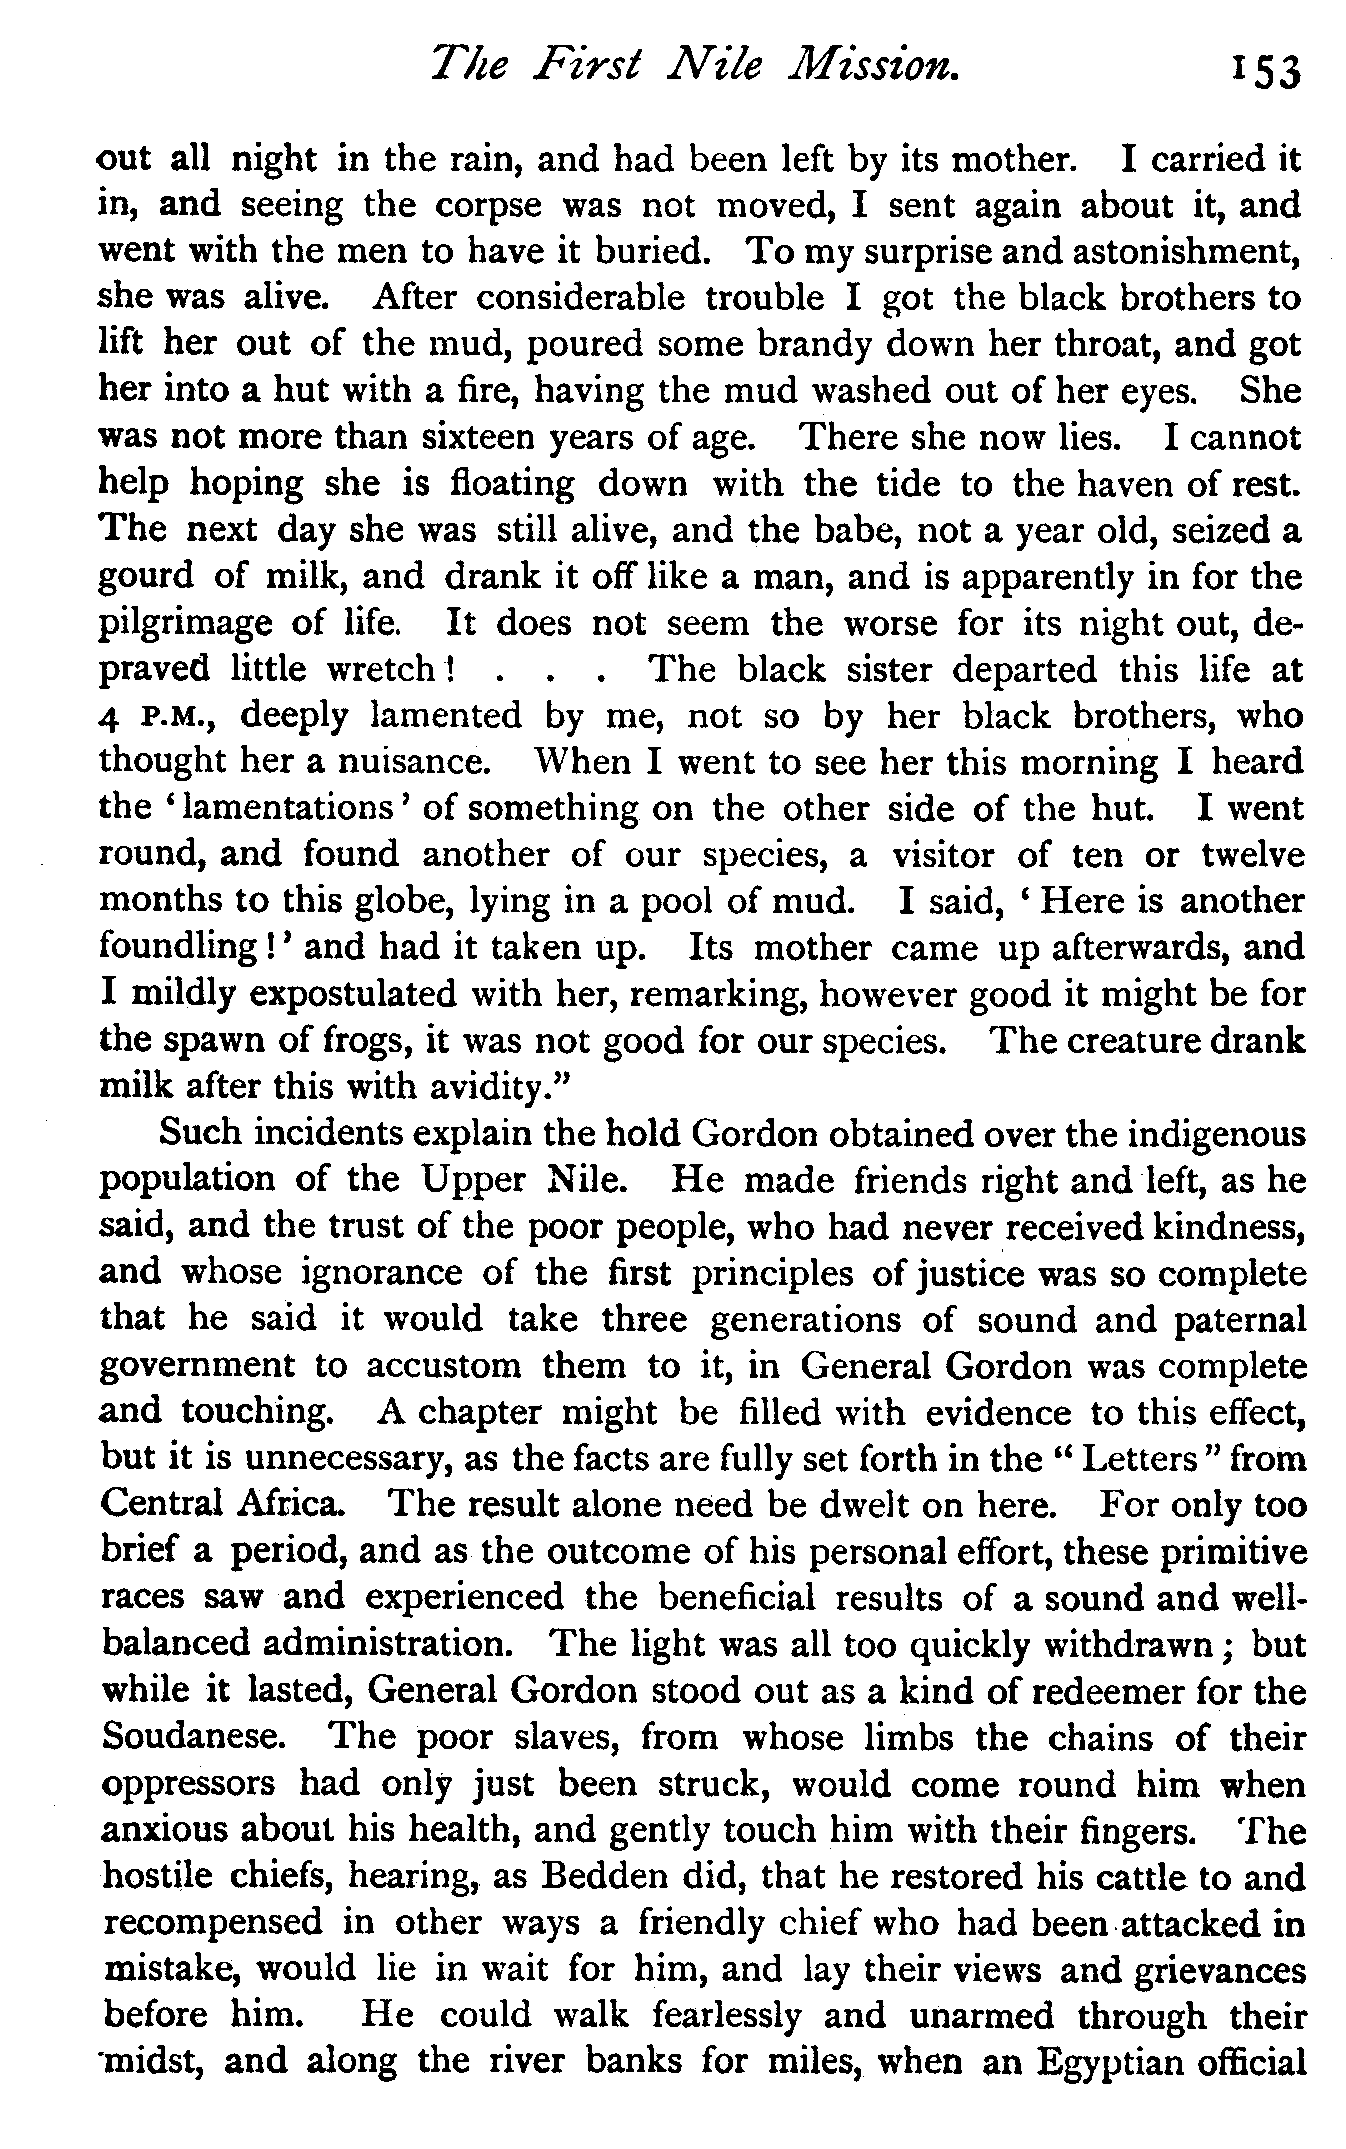 The First Nile Mission. 153
out all night in the rain, and had been left by its mother. I carried it
in, and seeing the corpse was not moved, I sent again about it, and
went with the men to have it buried. To my surprise and astonishment,
she was alive. After considerable trouble I got the black brothers to
lift her out of the mud, poured some brandy down her throat, and got
her into a hut with a fire, having the mud washed out of her eyes. She
was not more than sixteen years of age. There she now lies. I cannot
help hoping she is floating down with the tide to the haven of rest.
The next day she was still alive, and the babe, not a year old, seized a
gourd of milk, and drank it off like a man, and is apparently in for the
pilgrimage of life. It does not seem the worse for its night out, de-
praved little wretch! . . . The black sister departed this life at
4 P.M., deeply lamented by me, not so by her black brothers, who
thought her a nuisance. When I went to see her this morning I heard
the ‘lamentations’ of something on the other side of the hut. I went
round, and found another of our species, a visitor of ten or twelve
months to this globe, lying in a pool of mud. I said, ‘Here is another
foundling!’ and had it taken up. Its mother came up afterwards, and
I mildly expostulated with her, remarking, however good it might be for
the spawn of frogs, it was not good for our species. The creature drank
milk after this with avidity.”
Such incidents explain the hold Gordon obtained over the indigenous
population of the Upper Nile. He made friends right and left, as he
said, and the trust of the poor people, who had never received kindness,
and whose ignorance of the first principles of justice was so complete
that he said it would take three generations of sound and paternal
government to accustom them to it, in General Gordon was complete
and touching. A chapter might be filled with evidence to this effect,
but it is unnecessary, as the facts are fully set forth in the “Letters” from
Central Africa. The result alone need be dwelt on here. For only too
brief a period, and as the outcome of his personal effort, these primitive
races saw and experienced the beneficial results of a sound and well-
balanced administration. The light was all too quickly withdrawn; but
while it lasted, General Gordon stood out as a kind of redeemer for the
Soudanese. The poor slaves, from whose limbs the chains of their
oppressors had only just been struck, would come round him when
anxious about his health, and gently touch him with their fingers. The
hostile chiefs, hearing, as Bedden did, that he restored his cattle to and
recompensed in other ways a friendly chief who had been attacked in
mistake, would lie in wait for him, and lay their views and grievances
before him. He could walk fearlessly and unarmed through their
midst, and along the river banks for miles, when an Egyptian official